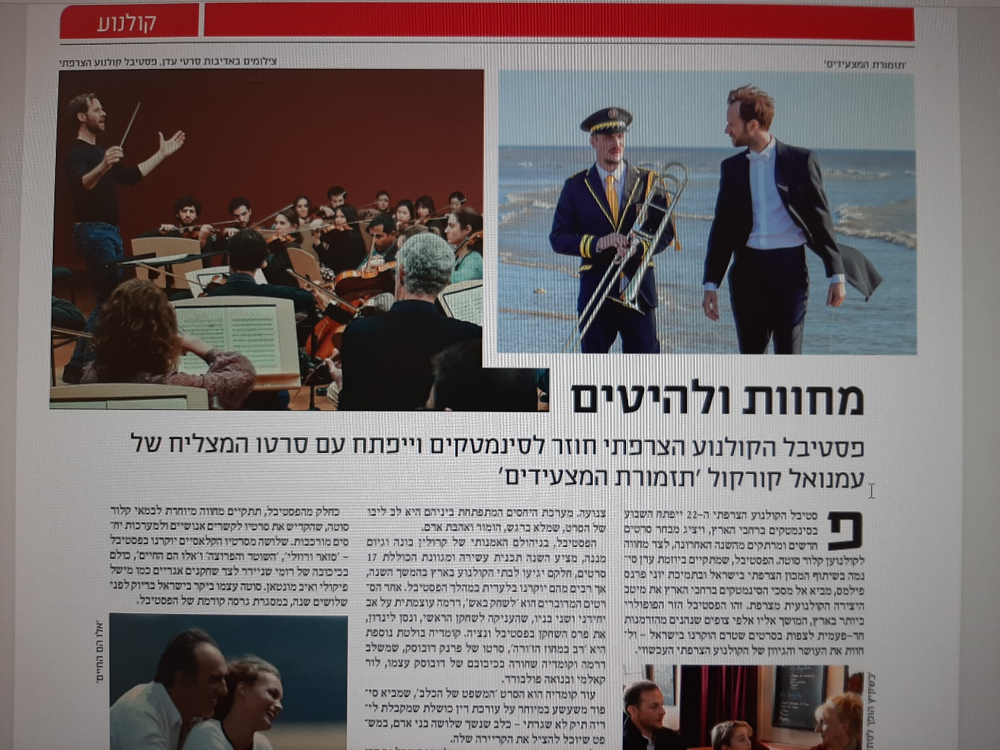 קולנוע
'תזמורת המצעידים'
צילומים באדיבות סרטי עדן, פסטיבל קולנוע הצרפתי
מחוות ולהיטים
פסטיבל הקולנוע הצרפתי חוזר לסינמטקים וייפתח עם סרטו המצליח של
עמנואל קורקול 'תזמורת המצעידים'
פ
סטיבל הקולנוע הצרפתי ה-22 ייפתח השבוע
בסינמטקים ברחבי הארץ, ויציג מבחר סרטים
חדשים ומרתקים מהשנה האחרונה, לצד מחווה
לקולנוען קלוד סוטה. הפסטיבל, שמתקיים ביוזמת עדן סי־
נמה בשיתוף המכון הצרפתי בישראל ובתמיכת יוני פרנס
פילמס, מביא אל מסכי הסינמטקים ברחבי הארץ את מיטב
היצירה הקולנועית מצרפת. זהו הפסטיבל הזר הפופולרי
ביותר בארץ, המושך אליו אלפי צופים שנהנים מהזדמנות
חד-פעמית לצפות בסרטים שטרם הוקרנו בישראל – ול־
חוות את העושר והגיוון של הקולנוע הצרפתי העכשווי.
צנועה. מערכת היחסים המתפתחת ביניהם היא לב ליבו
של הסרט, שמלא ברגש, הומור ואהבת אדם.
הפסטיבל, בניהולם האמנותי של קרולין בונה וגיום
מננה, מציע השנה תכנית עשירה ומגוונת הכוללת 17
סרטים, חלקם יגיעו לבתי הקולנוע בארץ בהמשך השנה,
אך רבים מהם יוקרנו בלעדית במהלך הפסטיבל. אחד הס־
רטים המדוברים הוא 'לשחק באש', דרמה עוצמתית על אב
יחידני ושני בניו, שהעניקה לשחקן הראשי, ונסן לינדון,
את פרס השחקן בפסטיבל ונציה. קומדיה בולטת נוספת
היא 'רב במחוז הז'ורה', סרטו של פרנק דובוסק, שמשלב
דרמה וקומדיה שחורה בכיכובם של דובוסק עצמו, לור
קאלמי ובנואה פולבורד.
עוד קומדיה הוא הסרט 'המשפט של הכלב', שמביא סי־
פור משעשע במיוחד על עורכת דין כושלת שמקבלת לי־
דיה תיק לא שגרתי – כלב שנשך שלושה בני אדם, במש־
פט שיוכל להציל את הקריירה שלה.
כחלק מהפסטיבל, תתקיים מחווה מיוחדת לבמאי קלוד
סוטה, שהקדיש את סרטיו לקשרים אנושיים ולמערכות יח־
סים מורכבות. שלושה מסרטיו הקלאסיים יוקרנו בפסטיבל
– 'סזאר ורוזלי', 'השוטר והפרוצה' ו'אלו הם החיים', כולם
בכיכובה של רומי שניידר לצד שחקנים אגדיים כמו מישל
פיקולי ואיב מונטאן. סוטה עצמו ביקר בישראל בדיוק לפני
שלושים שנה, במסגרת גרסה קודמת של הפסטיבל.
'אלו הם החיים'